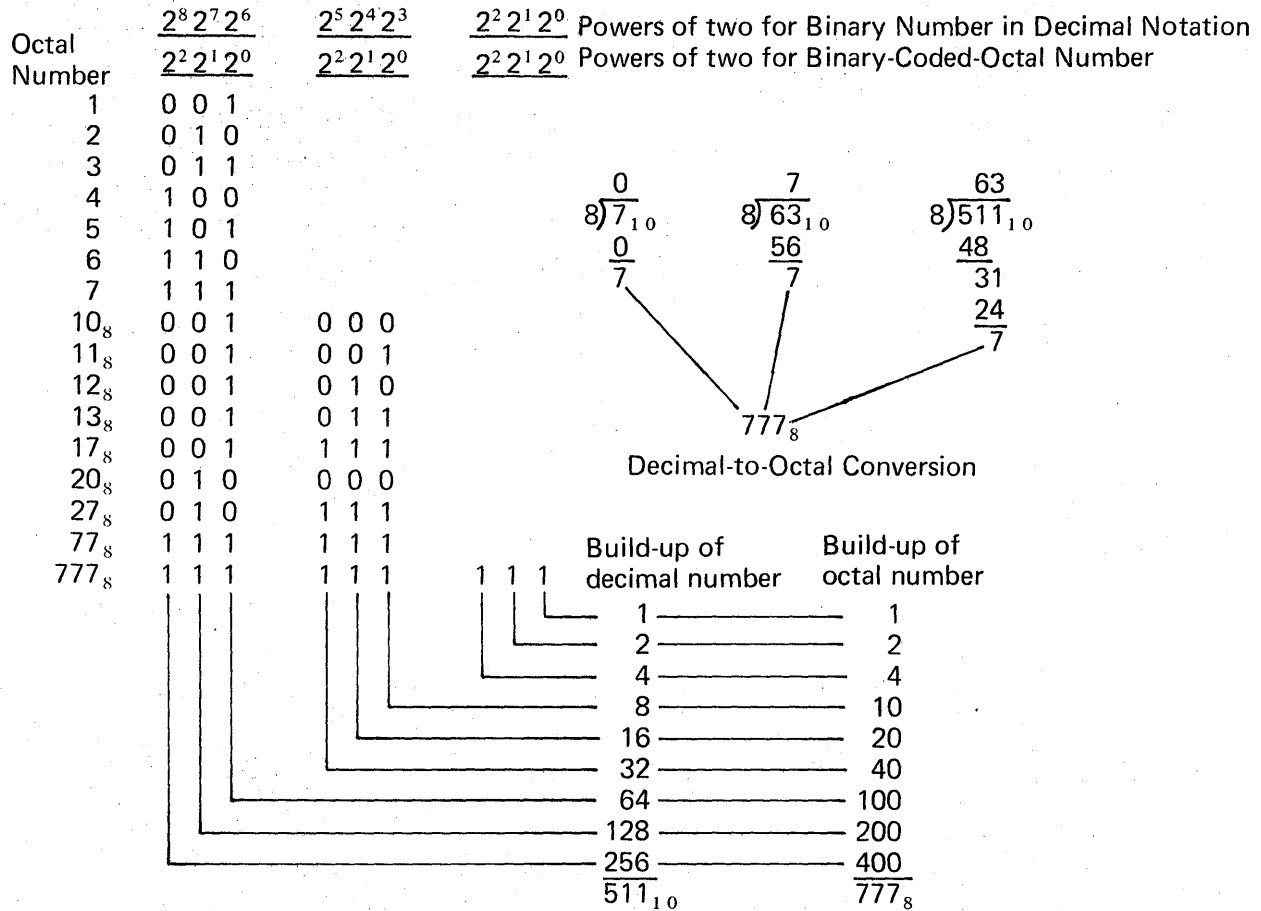 2⁸ 2⁷ 2⁶ 2⁵ 2⁴ 2³ 2² 2¹ 2⁰ Powers of two for Binary Number in Decimal Notation
Octal
Number
2² 2¹ 2⁰ 2² 2¹ 2⁰ 2² 2¹ 2⁰ Powers of two for Binary-Coded-Octal Number
1 0 0 1
2 0 1 0
3 0 1 1
4 1 0 0
5 1 0 1
6 1 1 0
7 1 1 1
10₈ 0 0 1 0 0 0
11₈ 0 0 1 0 0 1
12₈ 0 0 1 0 1 0
13₈ 0 0 1 0 1 1
17₈ 0 0 1 1 1 1
20₈ 0 1 0 0 0 0
27₈ 0 1 0 1 1 1
77₈ 1 1 1 1 1 1
777₈ 1 1 1 1 1 1 1 1 1
0 7 63
8)7₁₀ 8)63₁₀ 8)511₁₀
0 56 48
7 7 31
24
7
777₈
Decimal-to-Octal Conversion
Build-up of
decimal number
Build-up of
octal number
1 1
2 2
4 4
8 10
16 20
32 40
64 100
128 200
256 400
511₁₀ 777₈